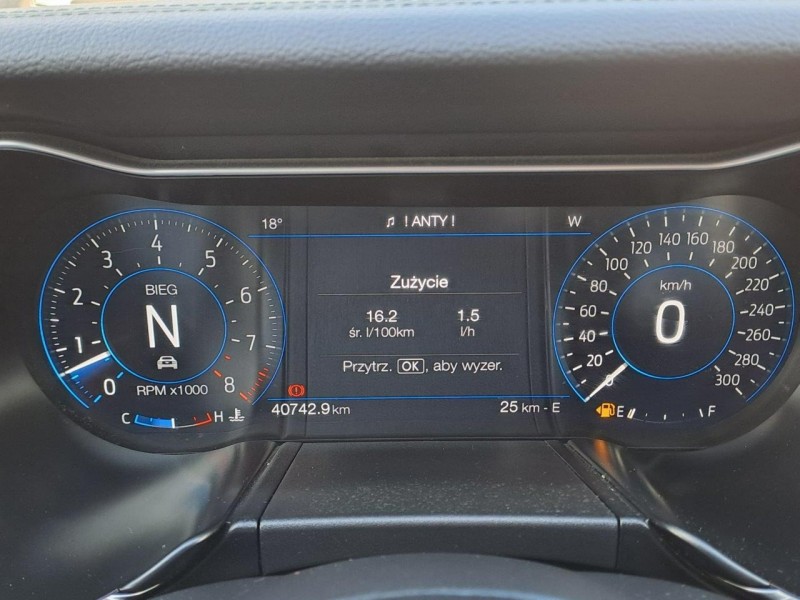 18° ♫ ! ANTY ! W
0 1 2 3 4 5 6 7 8
BIEG
N
RPM x1000
C H
Zużycie
16.2 1.5
śr. l/100km l/h
Przytrz. OK, aby wyzer.
40742.9 km 25 km - E
0 20 40 60 80 100 120 140 160 180 200 220 240 260 280 300
km/h
0
E F